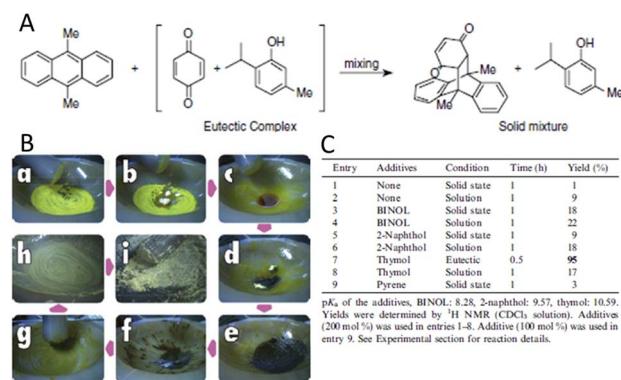 A
Me
Me
O
O
+
OH
Me
mixing
O
O
Me
Me
+
OH
Me
Eutectic Complex
Solid mixture
B
a
b
c
h
i
d
g
f
e
C
Entry Additives Condition Time (h) Yield (%)
1 None Solid state 1 1
2 None Solution 1 9
3 BINOL Solid state 1 18
4 BINOL Solution 1 22
5 2-Naphthol Solid state 1 9
6 2-Naphthol Solution 1 18
7 Thymol Eutectic 0.5 95
8 Thymol Solution 1 17
9 Pyrene Solid state 1 3
pKa of the additives, BINOL: 8.28, 2-naphthol: 9.57, thymol: 10.59.
Yields were determined by ¹H NMR (CDCl₃ solution). Additives
(200 mol %) was used in entries 1–8. Additive (100 mol %) was used in
entry 9. See Experimental section for reaction details.